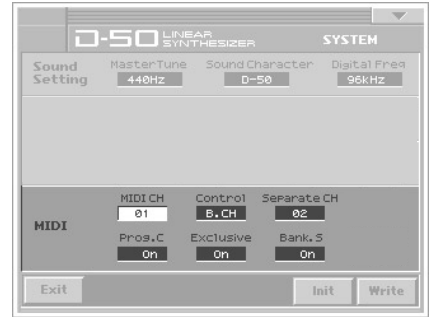 D-50 LINEAR SYNTHESIZER SYSTEM
Sound Setting
MasterTune Sound Character Digital Freq
440Hz D-50 96kHz
MIDI
MIDI CH Control Separate CH
01 B.CH 02
Prog.C Exclusive Bank.S
On On On
Exit Init Write